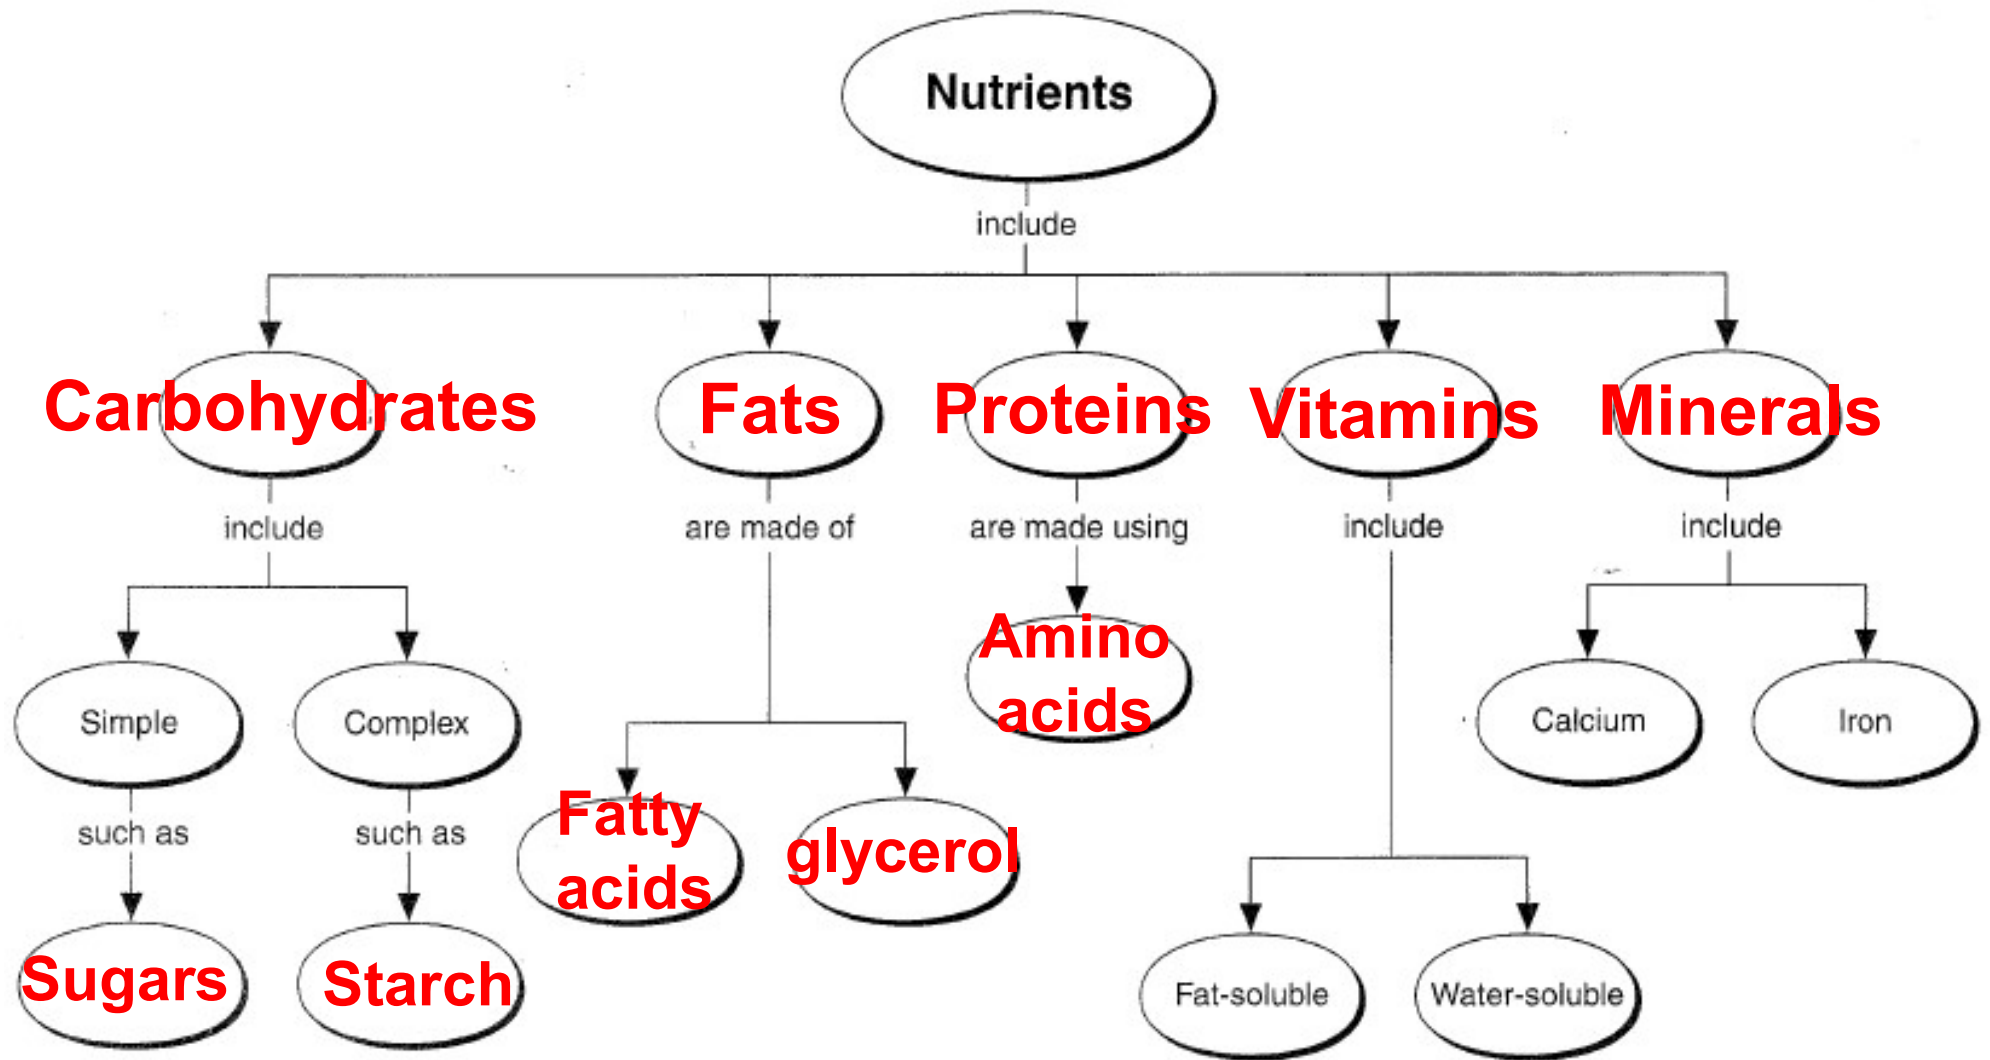 Nutrients
include
Carbohydrates
Fats
Proteins
Vitamins
Minerals
include
are made of
are made using
include
include
Amino
acids
Simple
Complex
Calcium
Iron
such as
such as
Fatty
acids
glycerol
Sugars
Starch
Fat-soluble
Water-soluble